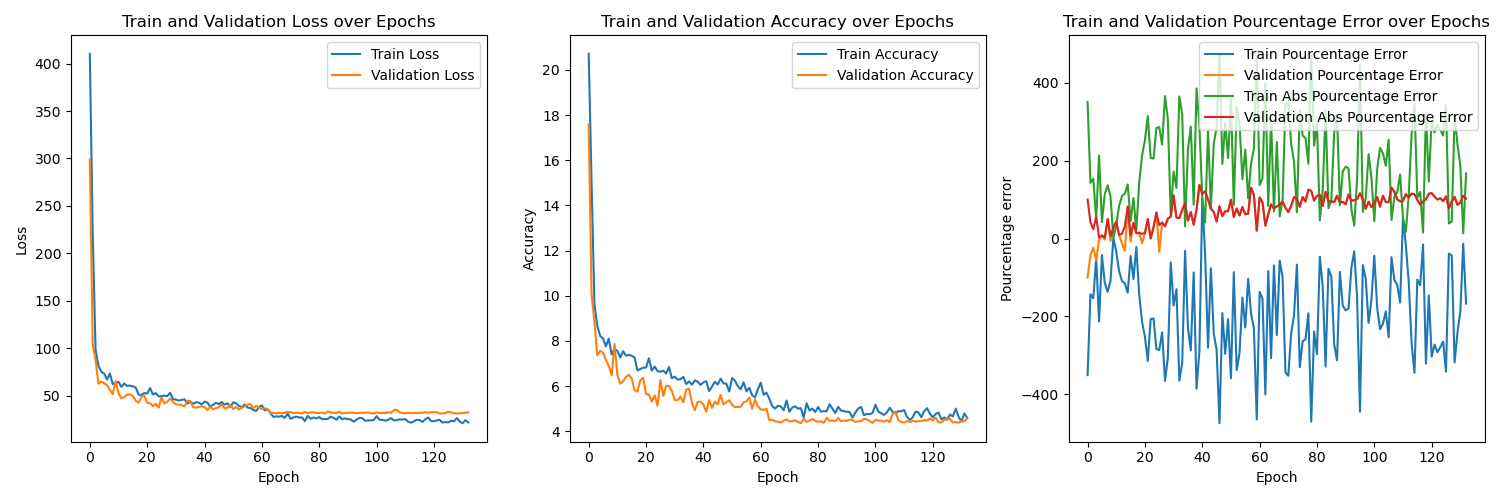 Train and Validation Loss over Epochs
Train Loss
Validation Loss
400
350
300
250
200
150
100
50
Loss
0 20 40 60 80 100 120
Epoch
Train and Validation Accuracy over Epochs
Train Accuracy
Validation Accuracy
20
18
16
14
12
10
8
6
4
Accuracy
0 20 40 60 80 100 120
Epoch
Train and Validation Pourcentage Error over Epochs
Train Pourcentage Error
Validation Pourcentage Error
Train Abs Pourcentage Error
Validation Abs Pourcentage Error
400
200
0
−200
−400
Pourcentage error
0 20 40 60 80 100 120
Epoch